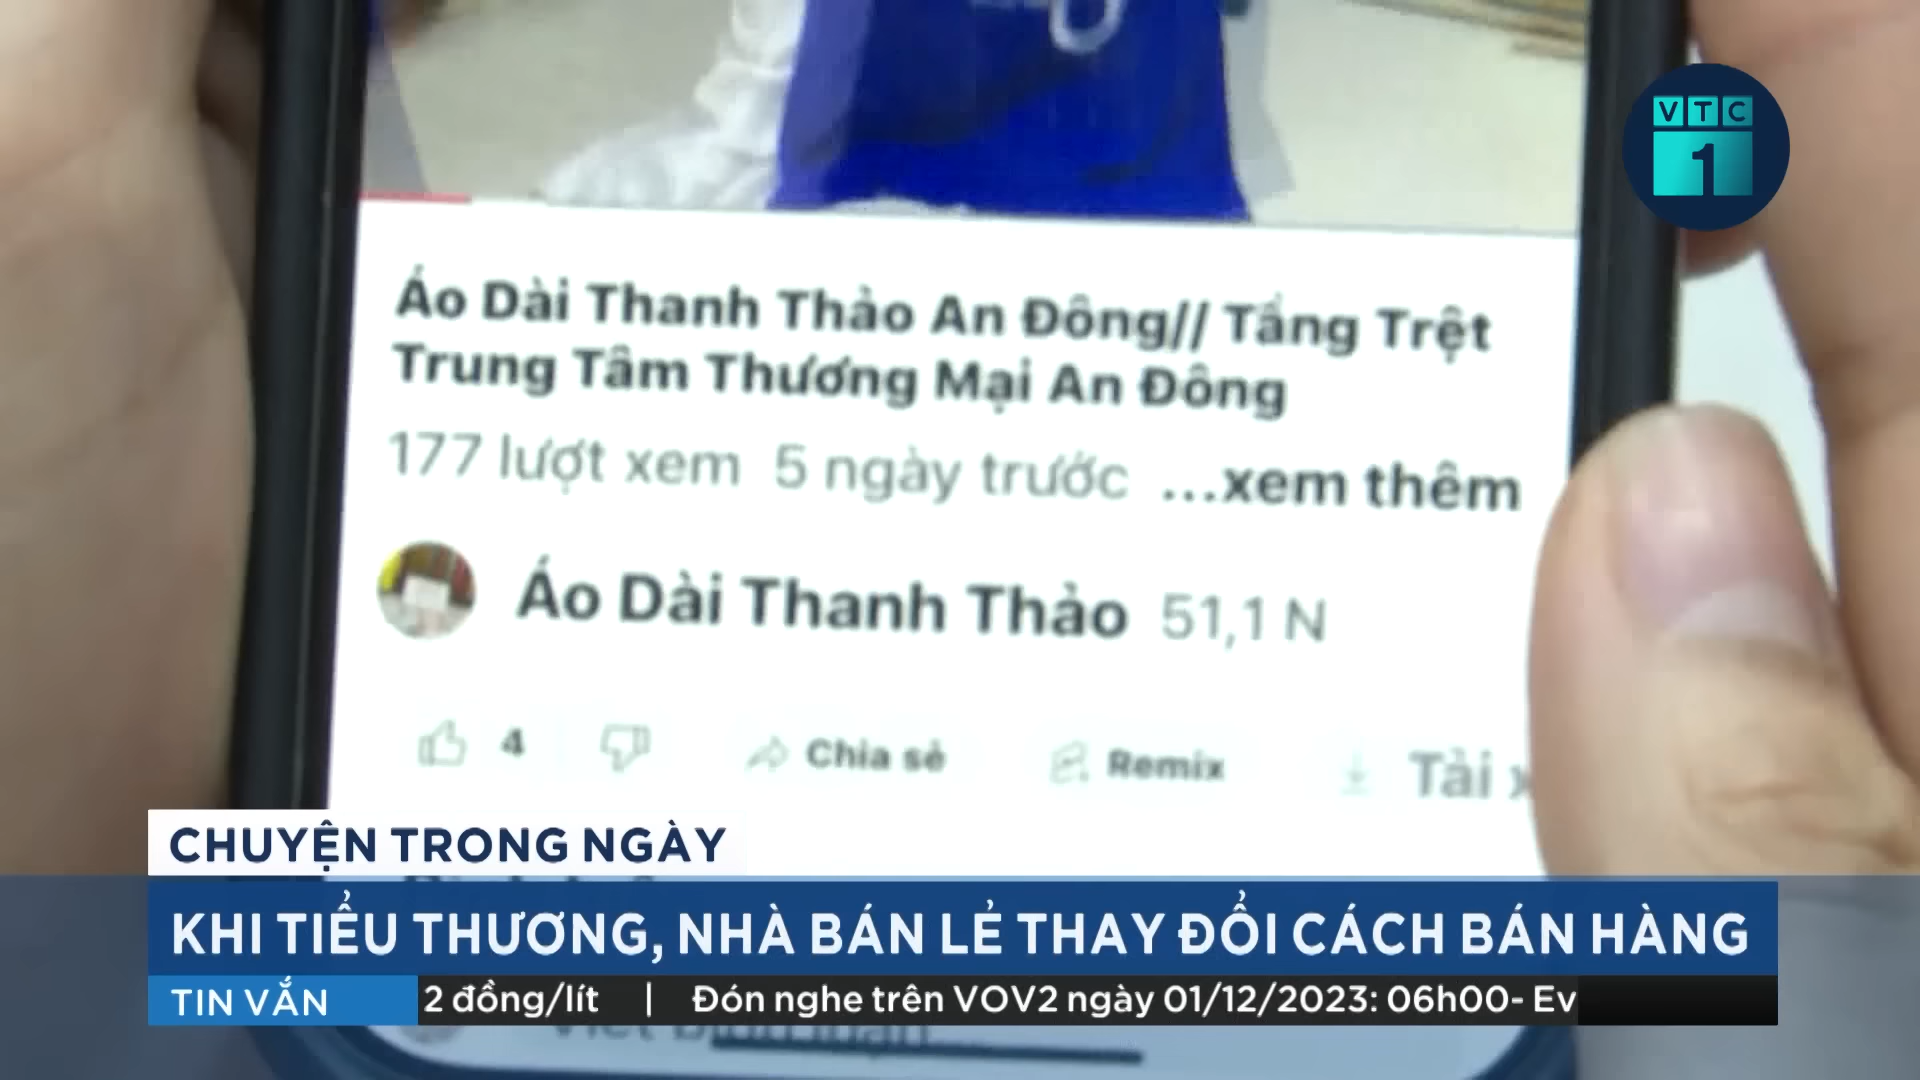 VTC
1
Áo Dài Thanh Thảo An Đông// Tầng Trệt
Trung Tâm Thương Mại An Đông
177 lượt xem 5 ngày trước ...xem thêm
Áo Dài Thanh Thảo 51,1 N
4 Chia sẻ Remix Tải
CHUYỆN TRONG NGÀY
KHI TIỂU THƯƠNG, NHÀ BÁN LẺ THAY ĐỔI CÁCH BÁN HÀNG
TIN VẮN 2 đồng/lít | Đón nghe trên VOV2 ngày 01/12/2023: 06h00- Ev